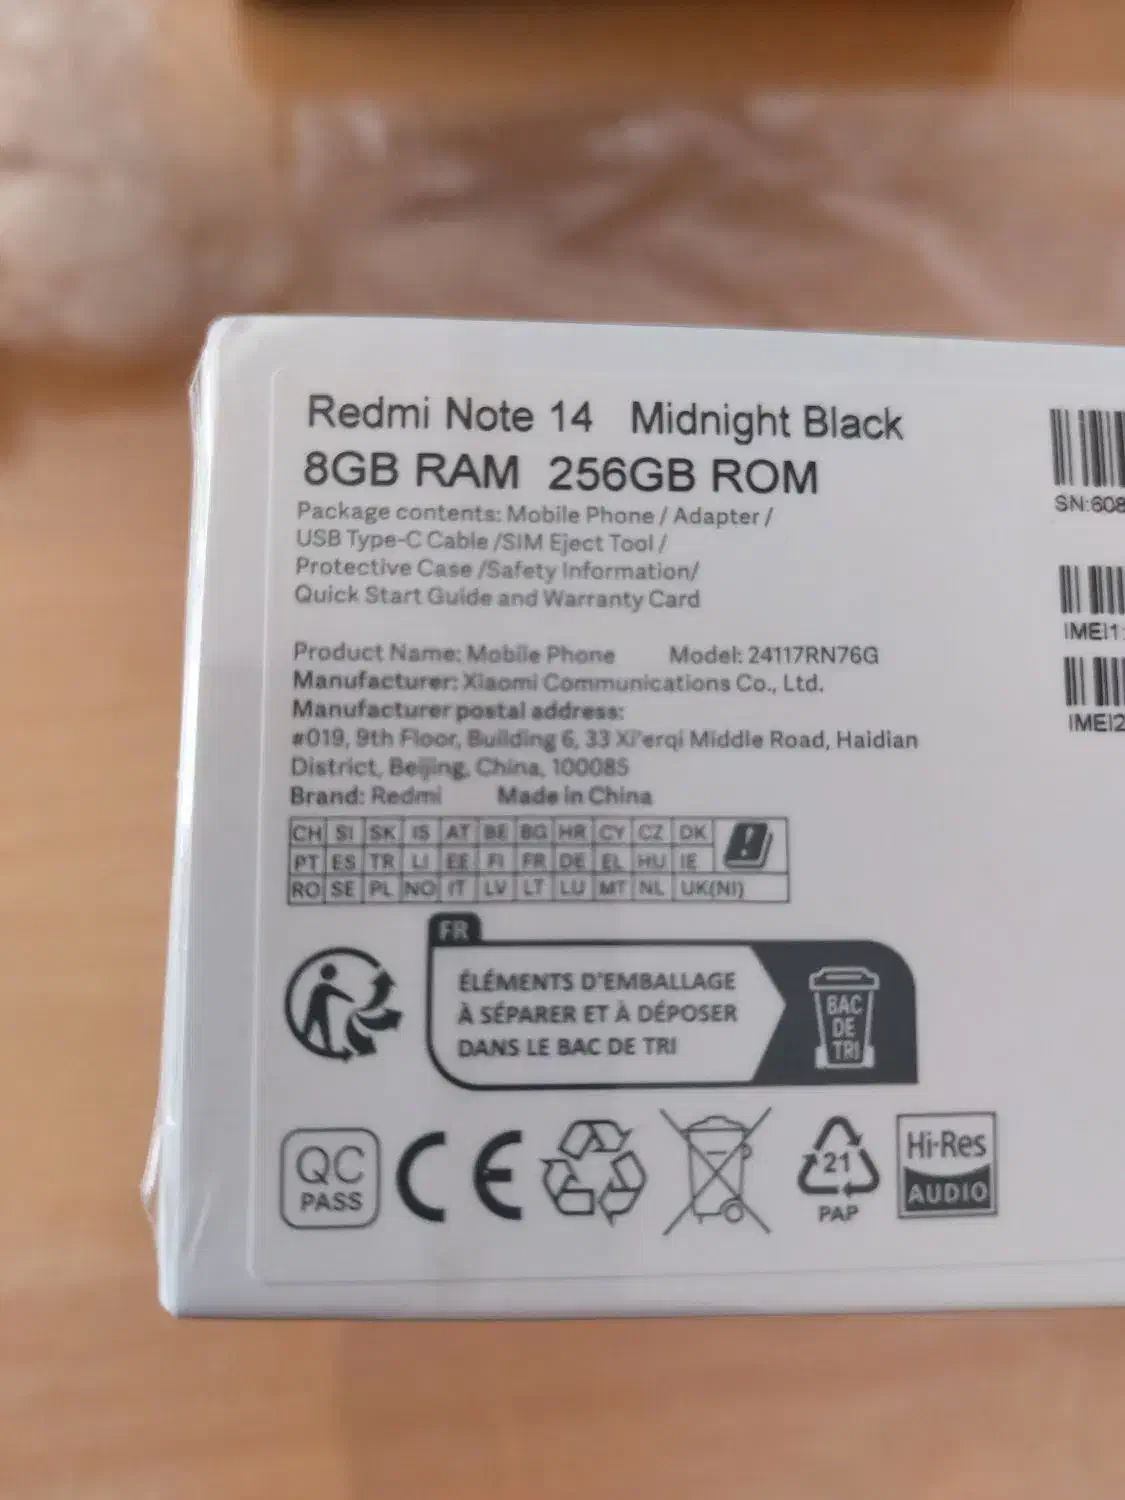 Redmi Note 14 Midnight Black
8GB RAM 256GB ROM
Package contents: Mobile Phone / Adapter /
USB Type-C Cable /SIM Eject Tool /
Protective Case /Safety Information/
Quick Start Guide and Warranty Card
Product Name: Mobile Phone Model: 24117RN76G
Manufacturer: Xiaomi Communications Co., Ltd.
Manufacturer postal address:
#019, 9th Floor, Building 6, 33 Xi'erqi Middle Road, Haidian
District, Beijing, China, 100085
Brand: Redmi Made in China
CH SI SK IS AT BE BG HR CY CZ DK
PT ES TR LI EE FI FR DE EL HU IE
RO SE PL NO IT LV LT LU MT NL UK(NI)
FR
ÉLÉMENTS D'EMBALLAGE
À SÉPARER ET À DÉPOSER
DANS LE BAC DE TRI
BAC
DE
TRI
QC
PASS
CE
21
PAP
Hi-Res
AUDIO
SN:608
IMEI1:
IMEI2